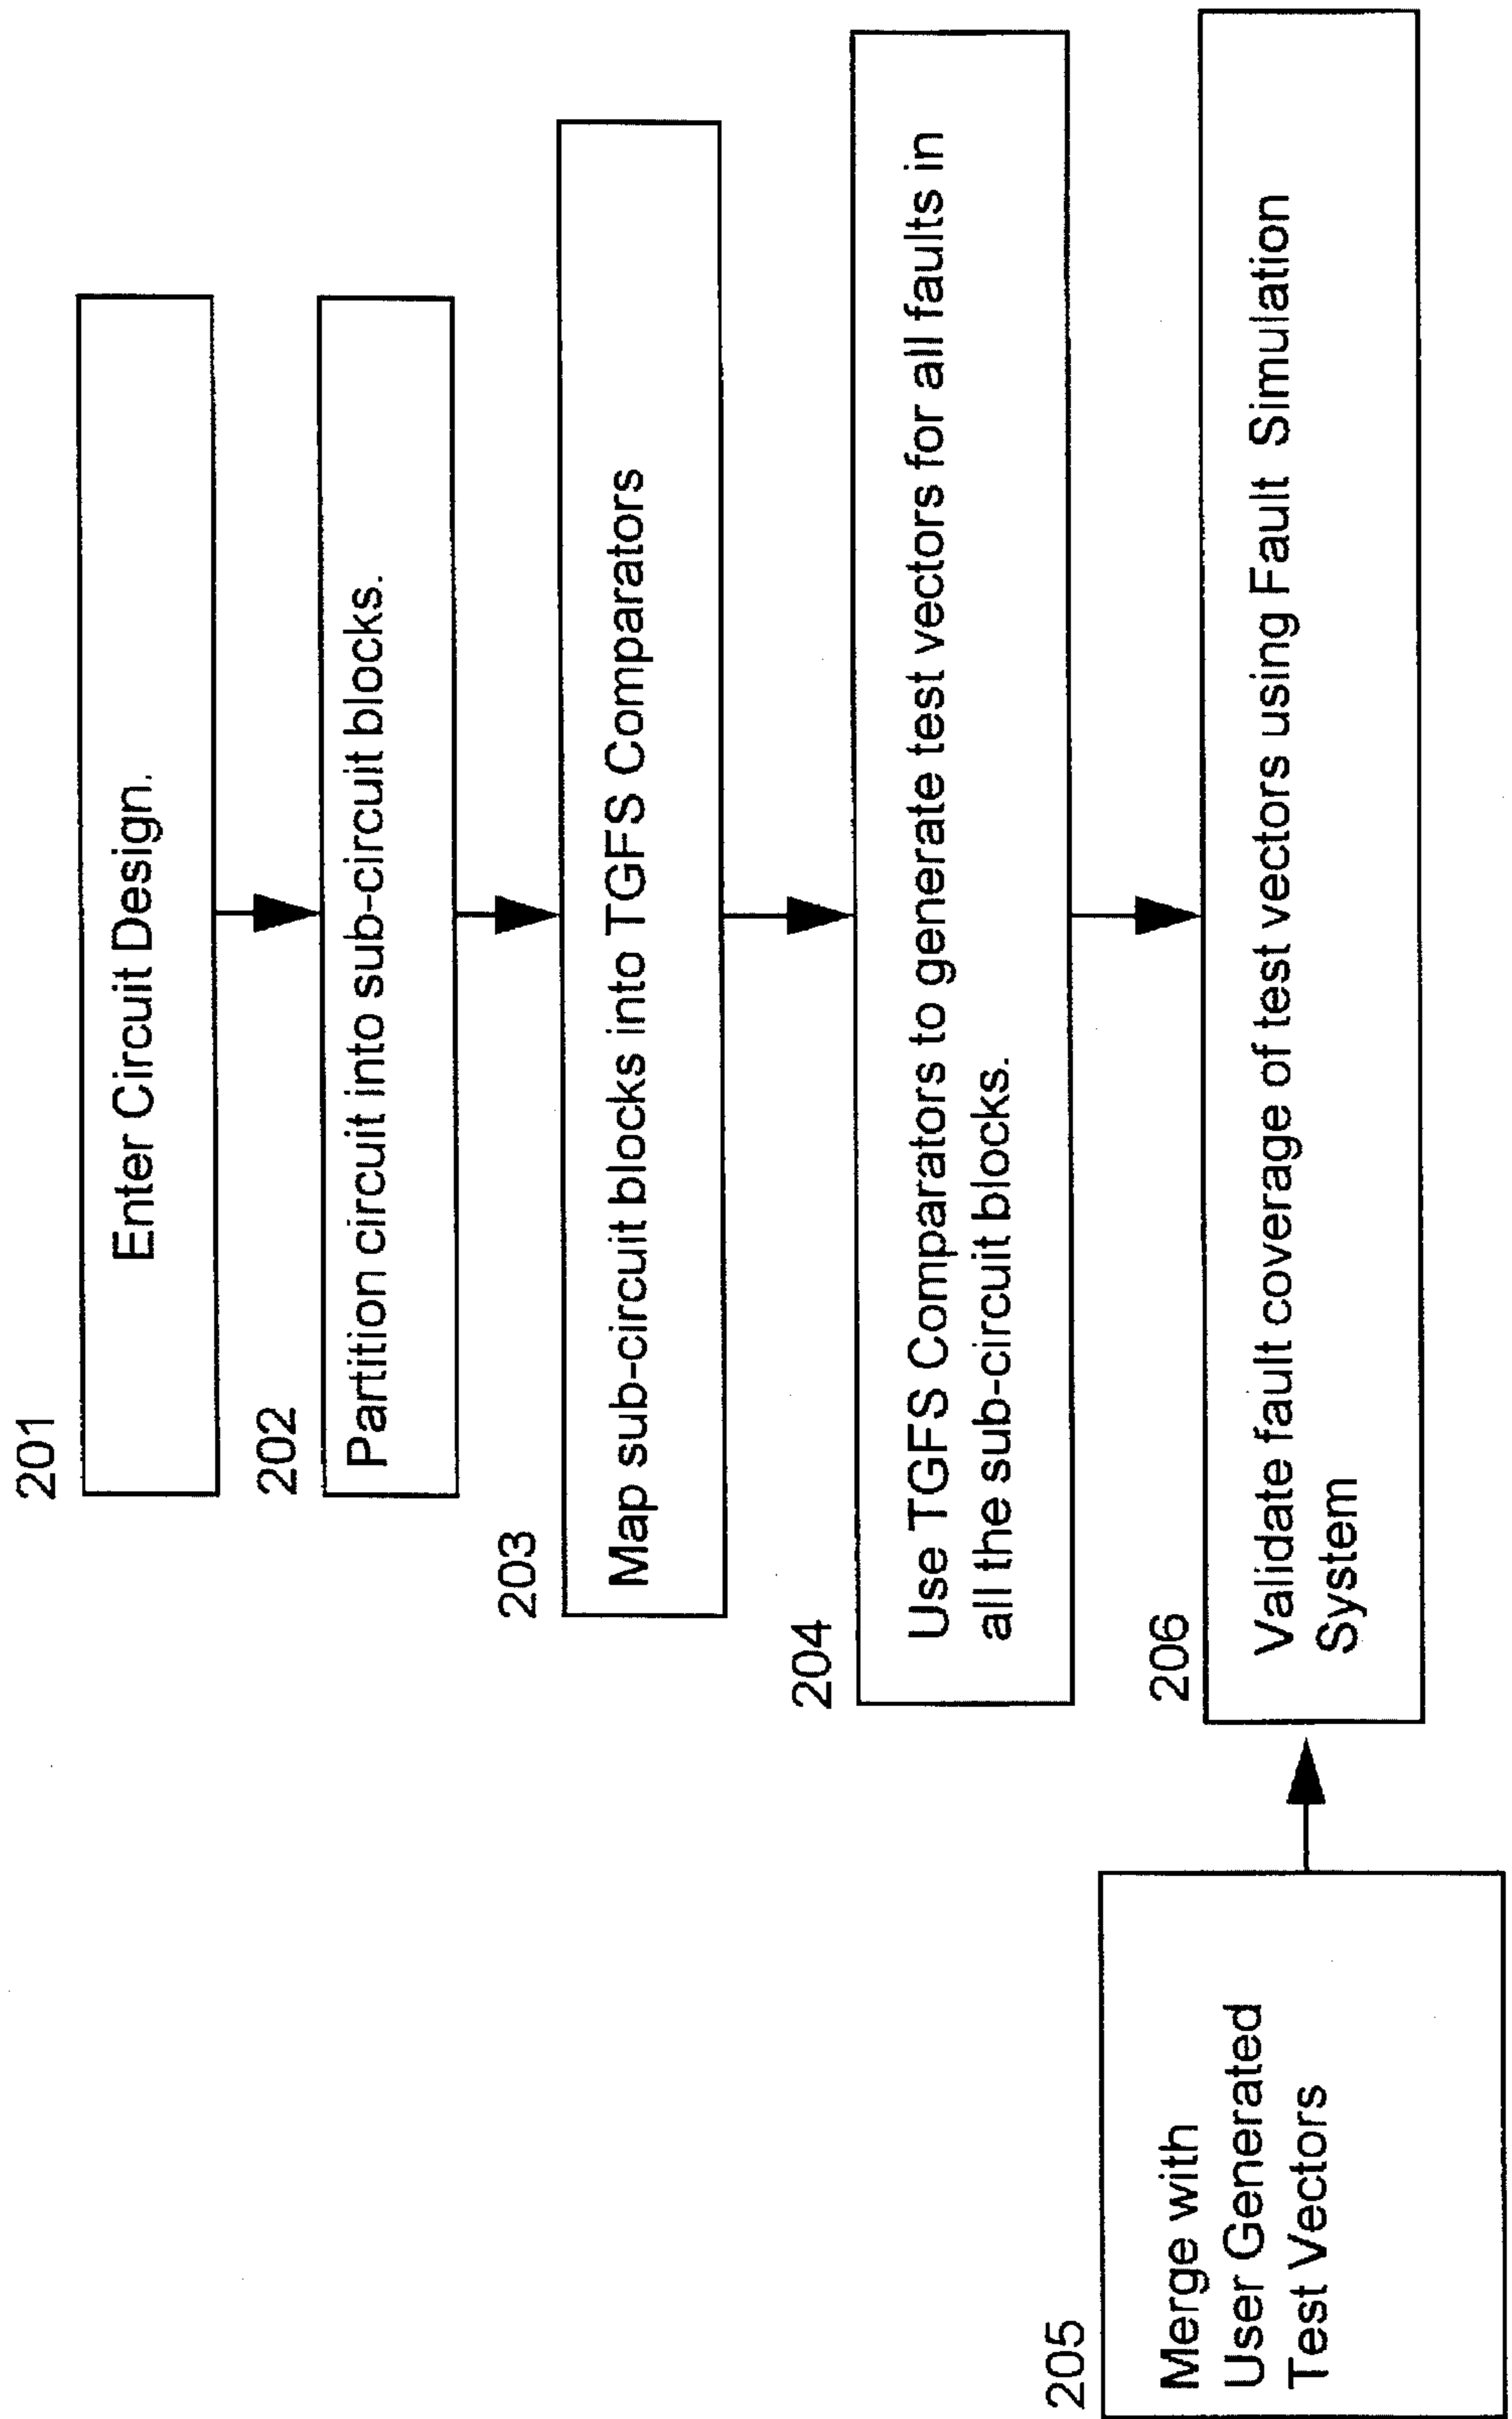 201
Enter Circuit Design.
202
Partition circuit into sub-circuit blocks.
203
Map sub-circuit blocks into TGFS Comparators
204
Use TGFS Comparators to generate test vectors for all faults in
all the sub-circuit blocks.
205
Merge with
User Generated
Test Vectors
206
Validate fault coverage of test vectors using Fault Simulation
System